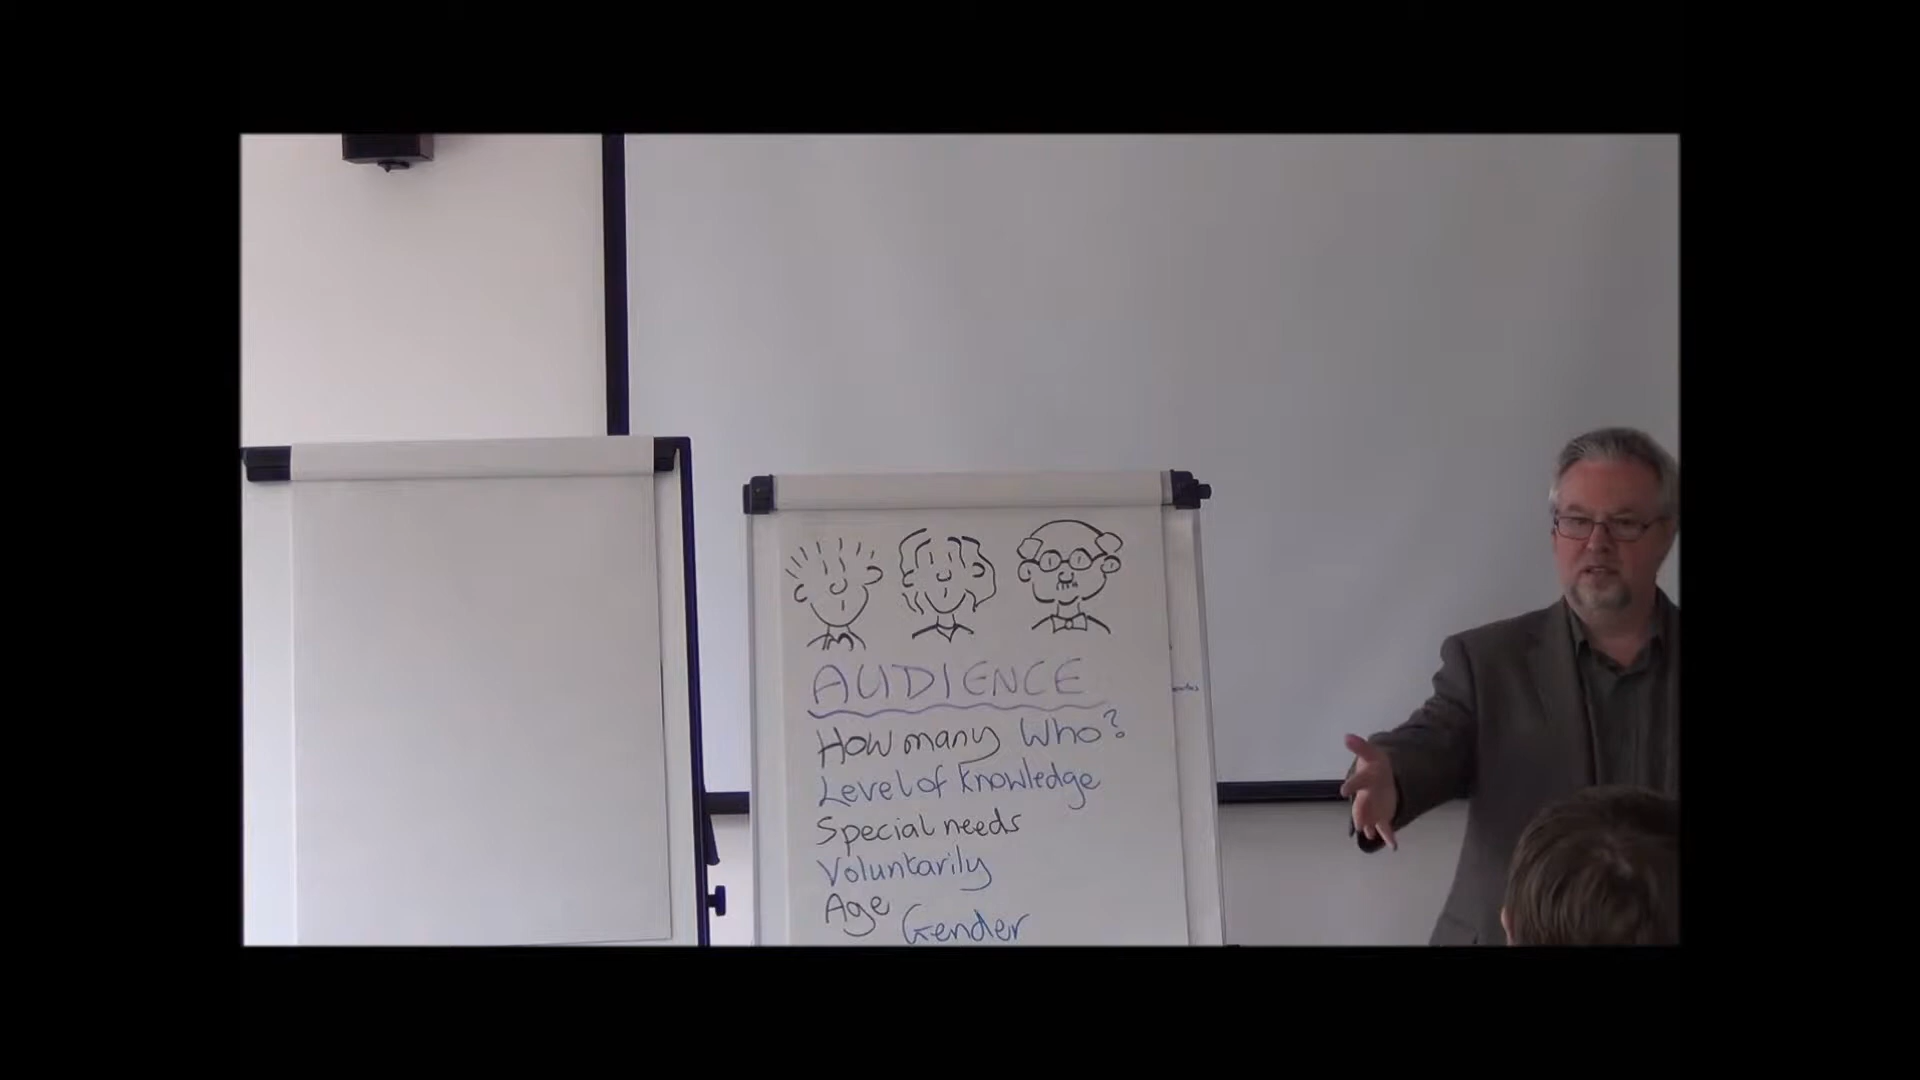 AUDIENCE
How many Who?
Level of knowledge
Special needs
Voluntarily
Age
Gender